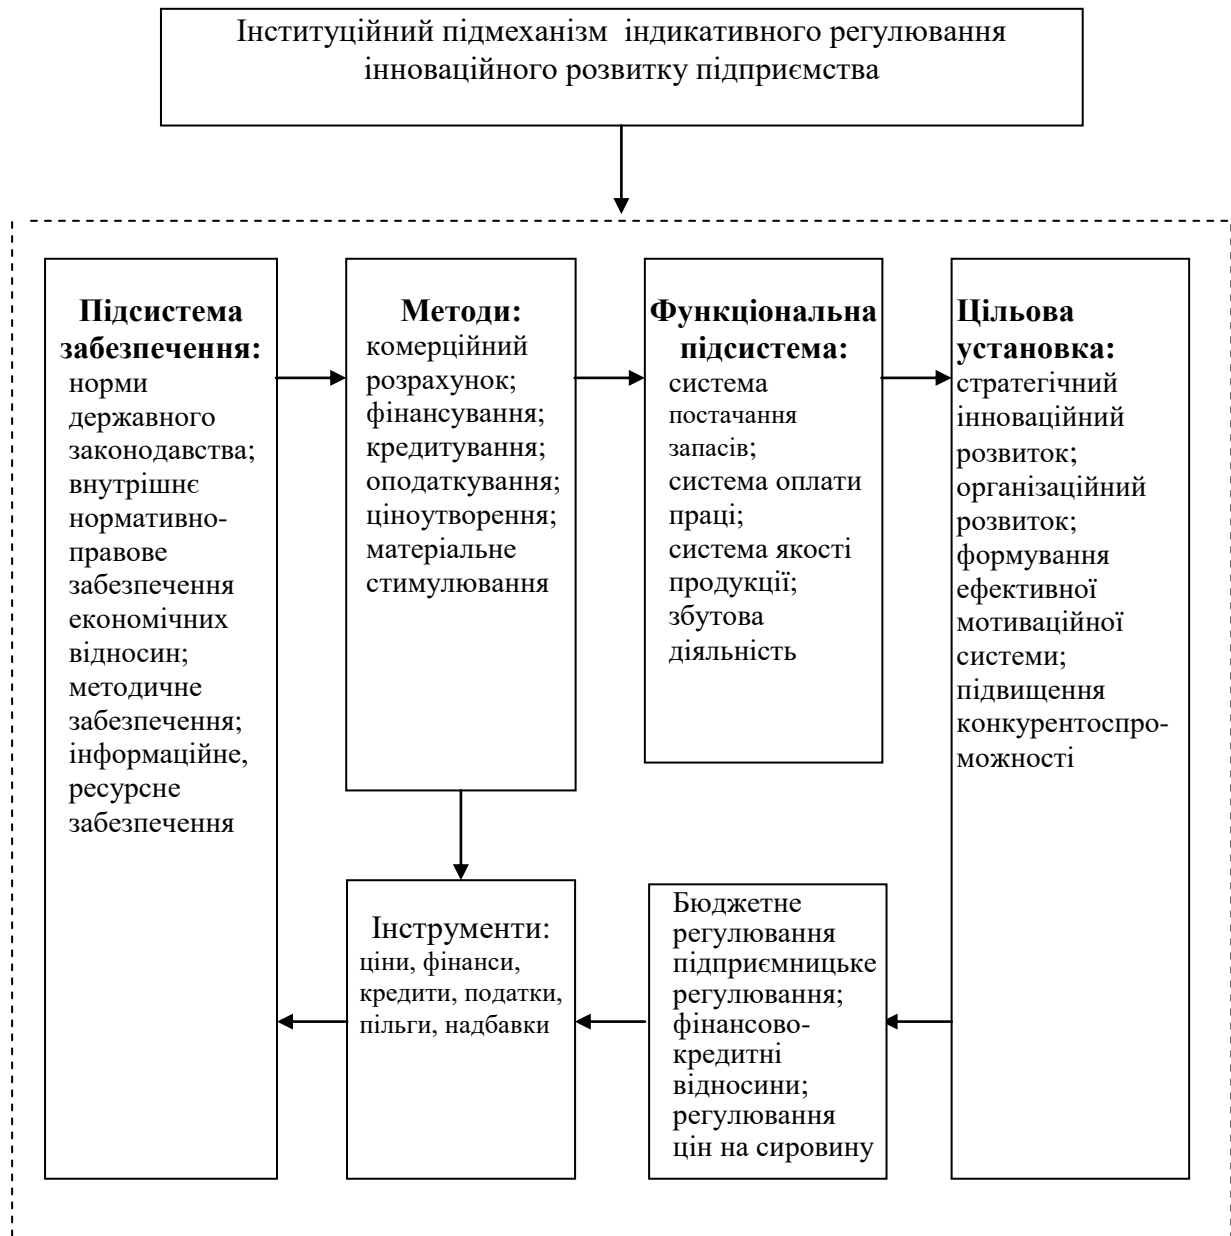 Інституційний підмеханізм індикативного регулювання
інноваційного розвитку підприємства
Підсистема
забезпечення:
норми
державного
законодавства;
внутрішнє
нормативно-
правове
забезпечення
економічних
відносин;
методичне
забезпечення;
інформаційне,
ресурсне
забезпечення
Методи:
комерційний
розрахунок;
фінансування;
кредитування;
оподаткування;
ціноутворення;
матеріальне
стимулювання
Функціональна
підсистема:
система
постачання
запасів;
система оплати
праці;
система якості
продукції;
збутова
діяльність
Цільова
установка:
стратегічний
інноваційний
розвиток;
організаційний
розвиток;
формування
ефективної
мотиваційної
системи;
підвищення
конкурентоспро-
можності
Інструменти:
ціни, фінанси,
кредити, податки,
пільги, надбавки
Бюджетне
регулювання
підприємницьке
регулювання;
фінансово-
кредитні
відносини;
регулювання
цін на сировину